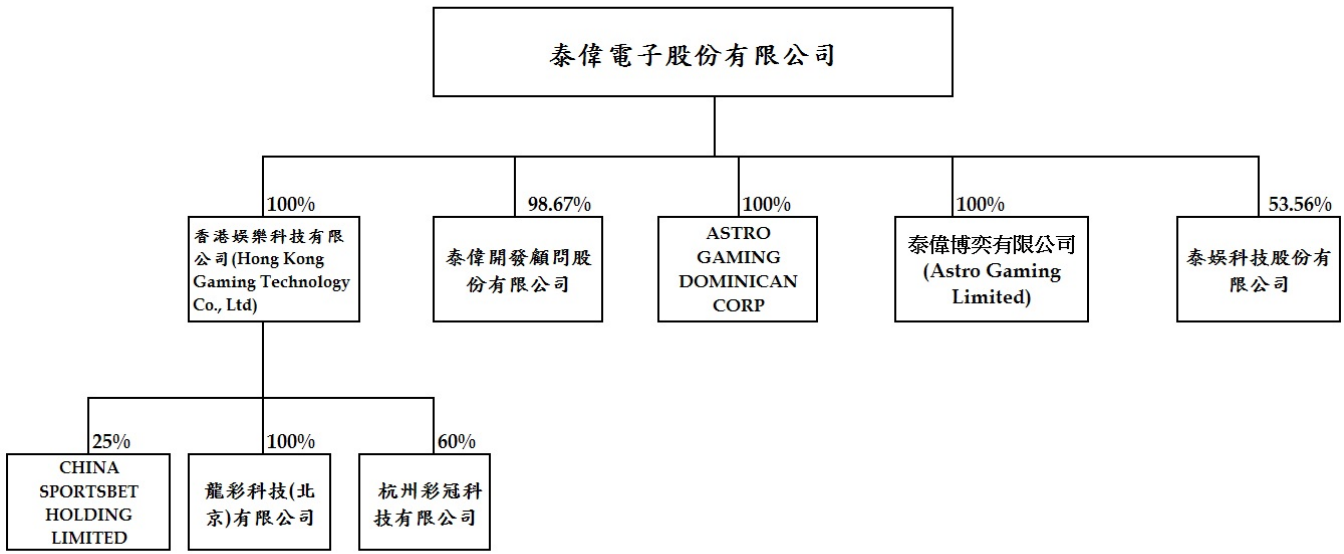 泰偉電子股份有限公司
100%
98.67%
100%
100%
53.56%
香港娛樂科技有限
公司(Hong Kong
Gaming Technology
Co., Ltd)
泰偉開發顧問股
份有限公司
ASTRO
GAMING
DOMINICAN
CORP
泰偉博奕有限公司
(Astro Gaming
Limited)
泰娛科技股份有
限公司
25%
100%
60%
CHINA
SPORTSBET
HOLDING
LIMITED
龍彩科技(北
京)有限公司
杭州彩冠科
技有限公司